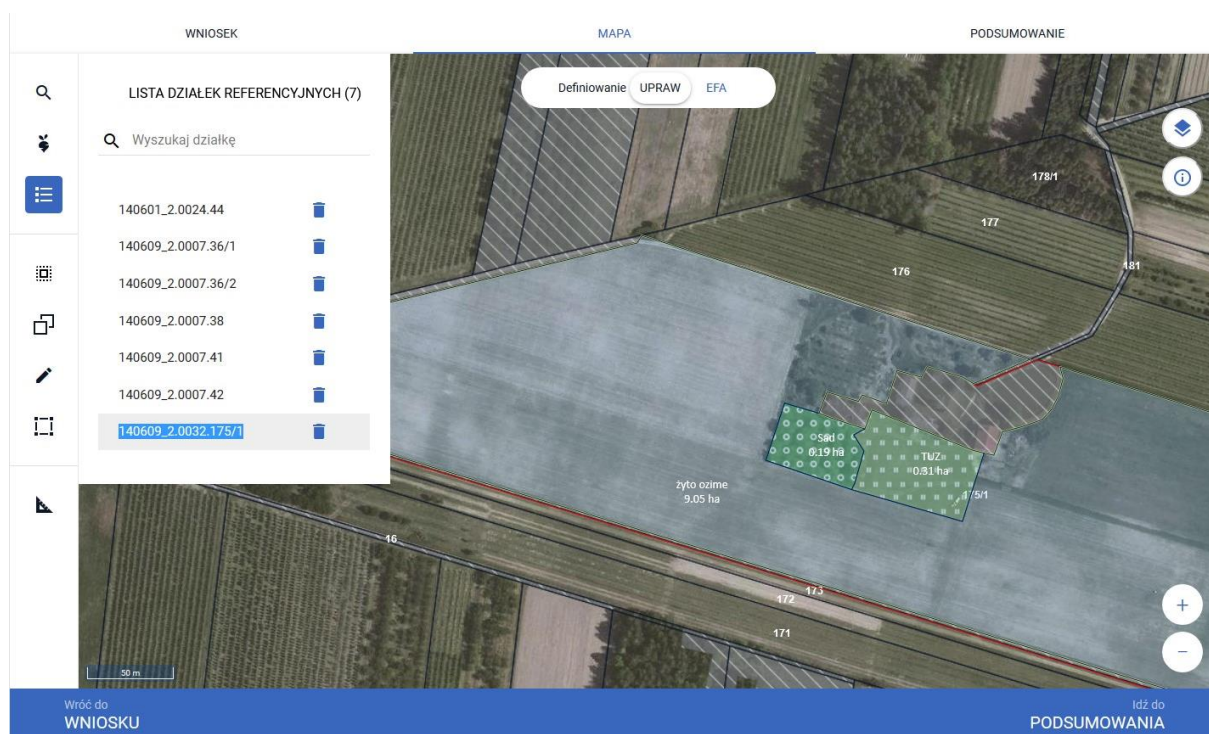 WNIOSEK
MAPA
PODSUMOWANIE
LISTA DZIAŁEK REFERENCYJNYCH (7)
Wyszukaj działkę
140601_2.0024.44
140609_2.0007.36/1
140609_2.0007.36/2
140609_2.0007.38
140609_2.0007.41
140609_2.0007.42
140609_2.0032.175/1
Definiowanie UPRAW EFA
178/1
177
176
181
Sad
0.19 ha
TUZ
0.31 ha
175/1
żyto ozime
9.05 ha
16
173
172
171
50 m
+
−
Wróć do
WNIOSKU
Idź do
PODSUMOWANIA